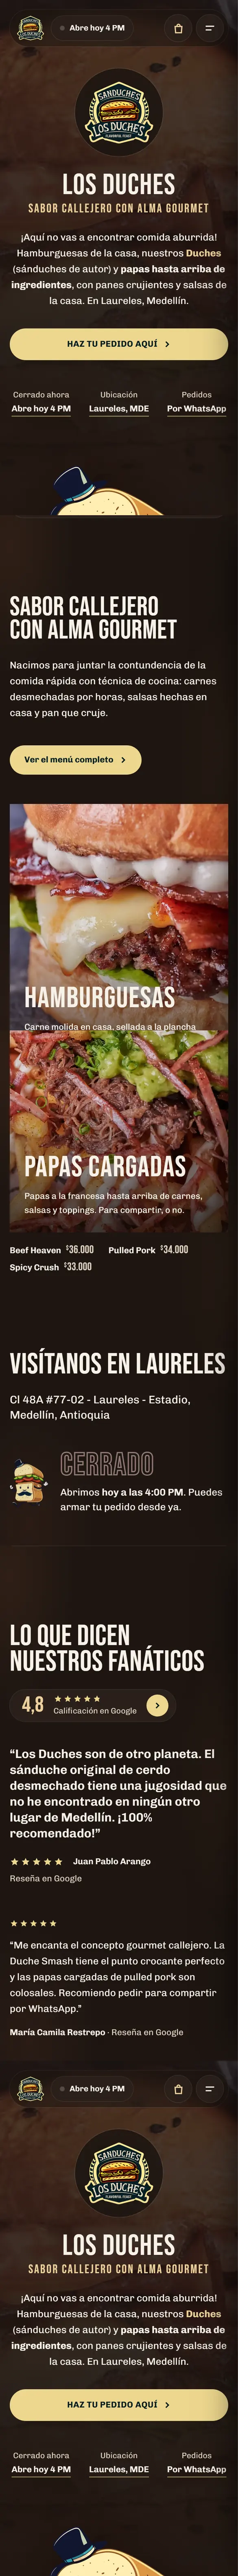 Abre hoy 4 PM
SANDUCHES
LOS DUCHES
FLAVORFUL FEAST
LOS DUCHES
SABOR CALLEJERO CON ALMA GOURMET
¡Aquí no vas a encontrar comida aburrida!
Hamburguesas de la casa, nuestros Duches
(sánduches de autor) y papas hasta arriba de
ingredientes, con panes crujientes y salsas de
la casa. En Laureles, Medellín.
HAZ TU PEDIDO AQUÍ
Cerrado ahora
Abre hoy 4 PM
Ubicación
Laureles, MDE
Pedidos
Por WhatsApp
SABOR CALLEJERO
CON ALMA GOURMET
Nacimos para juntar la contundencia de la
comida rápida con técnica de cocina: carnes
desmechadas por horas, salsas hechas en
casa y pan que cruje.
Ver el menú completo
HAMBURGUESAS
Carne molida en casa, sellada a la plancha
PAPAS CARGADAS
Papas a la francesa hasta arriba de carnes,
salsas y toppings. Para compartir, o no.
Beef Heaven $36.000 Pulled Pork $34.000
Spicy Crush $33.000
VISÍTANOS EN LAURELES
Cl 48A #77-02 - Laureles - Estadio,
Medellín, Antioquia
CERRADO
Abrimos hoy a las 4:00 PM. Puedes
armar tu pedido desde ya.
LO QUE DICEN
NUESTROS FANÁTICOS
4,8
Calificación en Google
“Los Duches son de otro planeta. El
sánduche original de cerdo
desmechado tiene una jugosidad que
no he encontrado en ningún otro
lugar de Medellín. ¡100%
recomendado!”
Juan Pablo Arango
Reseña en Google
“Me encanta el concepto gourmet callejero. La
Duche Smash tiene el punto crocante perfecto
y las papas cargadas de pulled pork son
colosales. Recomiendo pedir para compartir
por WhatsApp.”
María Camila Restrepo · Reseña en Google
Abre hoy 4 PM
SANDUCHES
LOS DUCHES
FLAVORFUL FEAST
LOS DUCHES
SABOR CALLEJERO CON ALMA GOURMET
¡Aquí no vas a encontrar comida aburrida!
Hamburguesas de la casa, nuestros Duches
(sánduches de autor) y papas hasta arriba de
ingredientes, con panes crujientes y salsas de
la casa. En Laureles, Medellín.
HAZ TU PEDIDO AQUÍ
Cerrado ahora
Abre hoy 4 PM
Ubicación
Laureles, MDE
Pedidos
Por WhatsApp